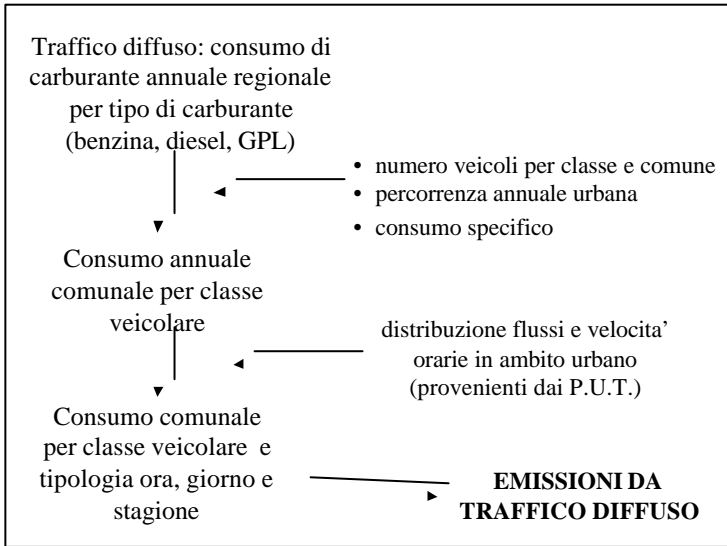 Traffico diffuso: consumo di
carburante annuale regionale
per tipo di carburante
(benzina, diesel, GPL)
• numero veicoli per classe e comune
• percorrenza annuale urbana
• consumo specifico
Consumo annuale
comunale per classe
veicolare
distribuzione flussi e velocita’
orarie in ambito urbano
(provenienti dai P.U.T.)
Consumo comunale
per classe veicolare e
tipologia ora, giorno e
stagione
EMISSIONI DA
TRAFFICO DIFFUSO